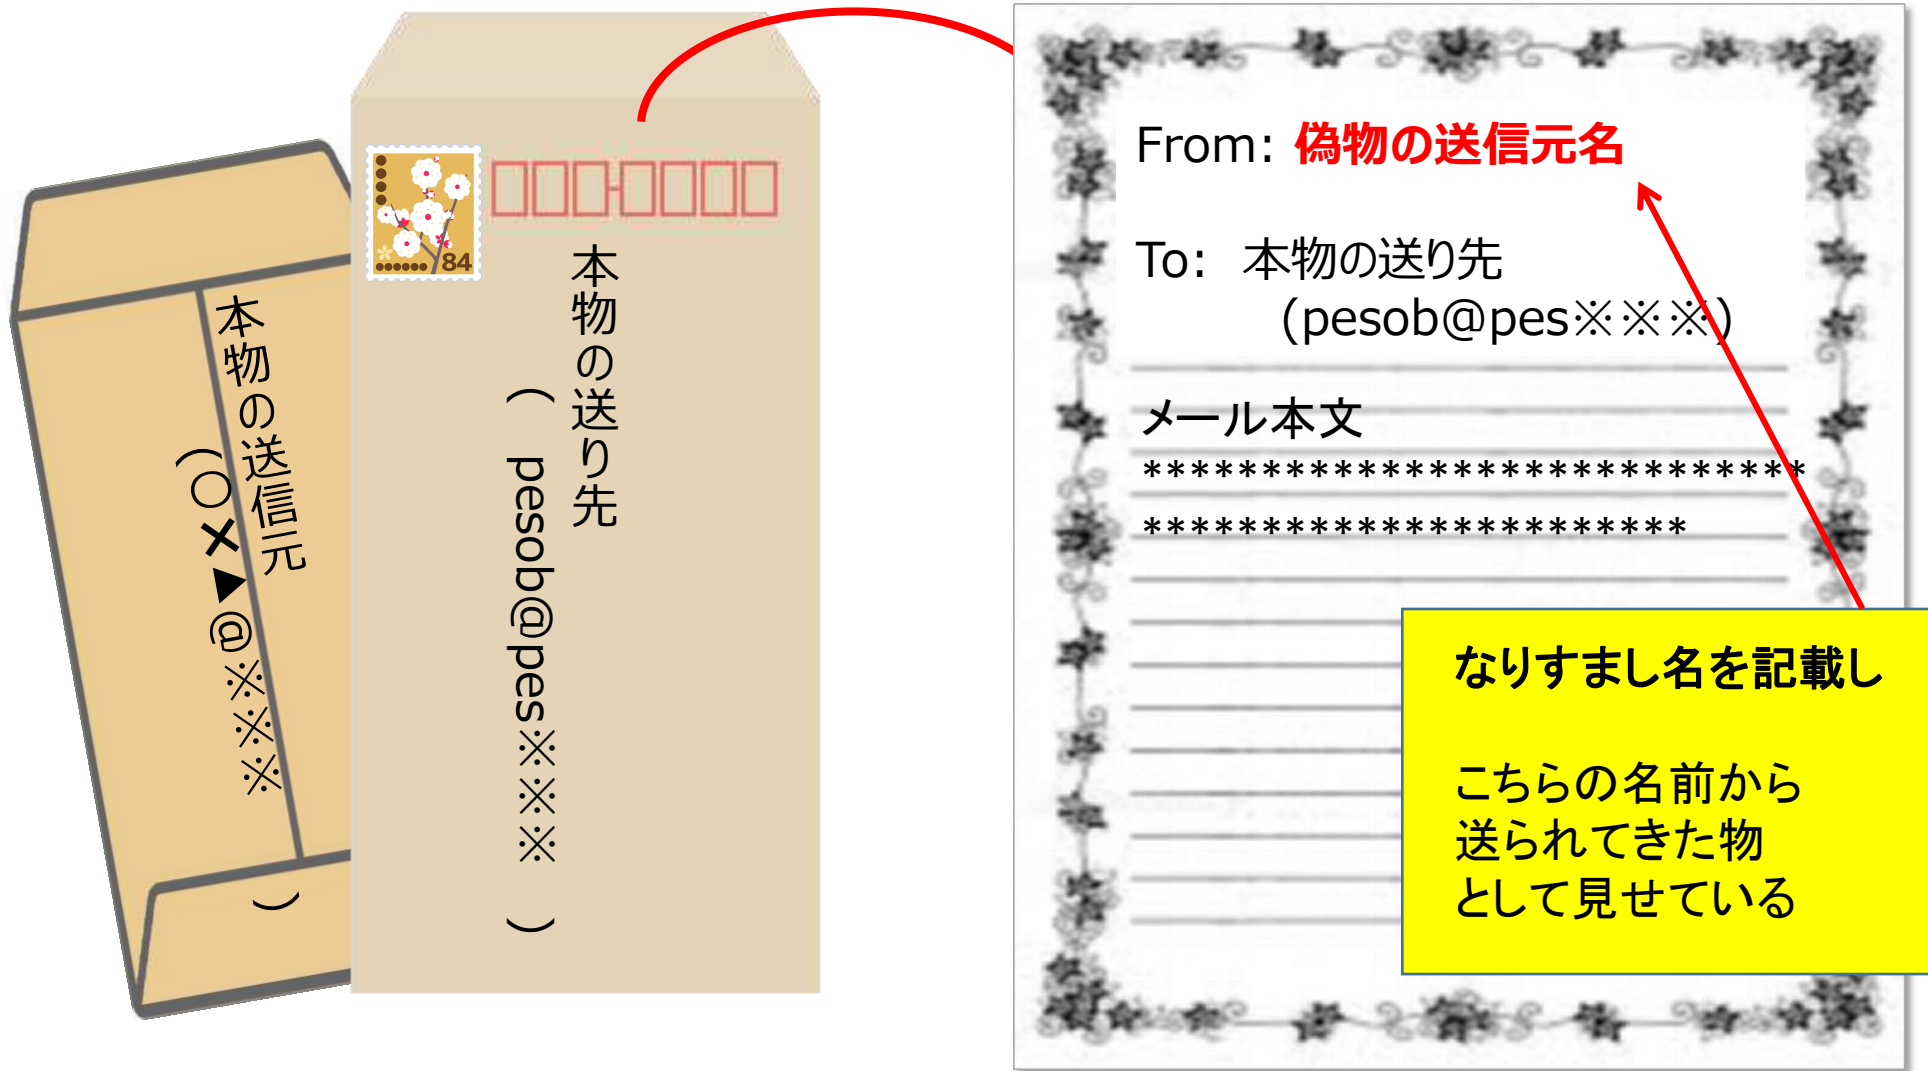 本物の送信元
(○×▲@※※※ )
84
本物の送り先
( pesob@pes※※※ )
From: 偽物の送信元名
To: 本物の送り先
(pesob@pes※※※)
メール本文
****************************
***********************
なりすまし名を記載し
こちらの名前から
送られてきた物
として見せている